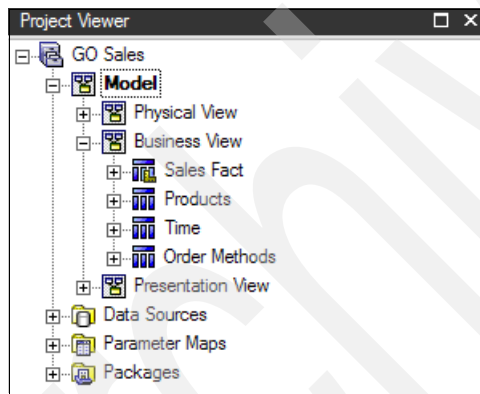 Project Viewer
GO Sales
Model
Physical View
Business View
Sales Fact
Products
Time
Order Methods
Presentation View
Data Sources
Parameter Maps
Packages